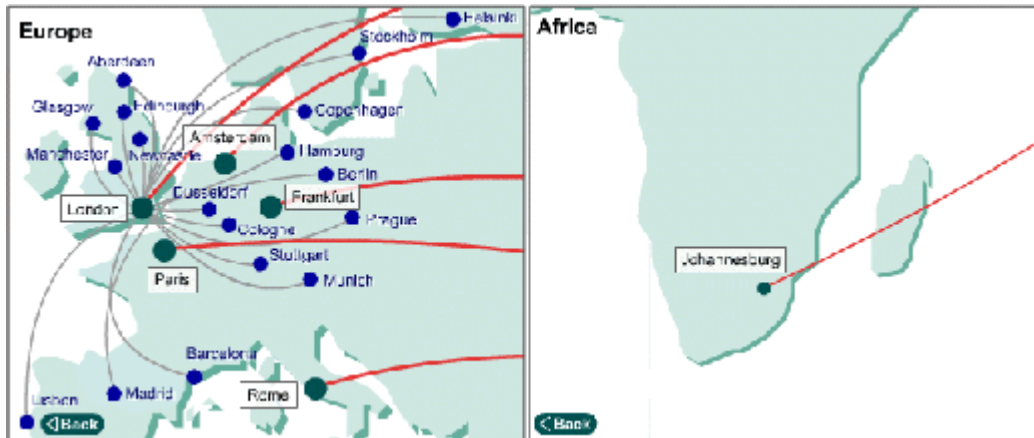 Europe
Helsinki
Stockholm
Aberdeen
Glasgow
Edinburgh
Copenhagen
Amsterdam
Manchester
Newcastle
Hamburg
Berlin
Dusseldorf
Frankfurt
London
Cologne
Prague
Stuttgart
Paris
Munich
Barcelona
Lisbon
Madrid
Rome
Back
Africa
Johannesburg
Back